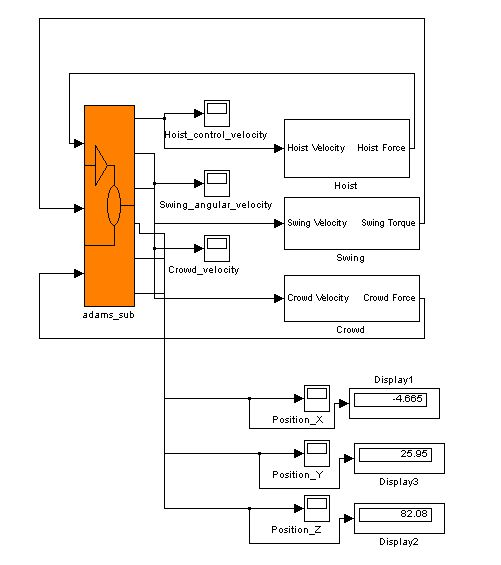 Hoist_control_velocity
Hoist Velocity
Hoist Force
Hoist
Swing_angular_velocity
Swing Velocity
Swing Torque
Swing
Crowd_velocity
Crowd Velocity
Crowd Force
Crowd
adams_sub
Display1
-4.665
Position_X
25.95
Position_Y
Display3
82.08
Position_Z
Display2